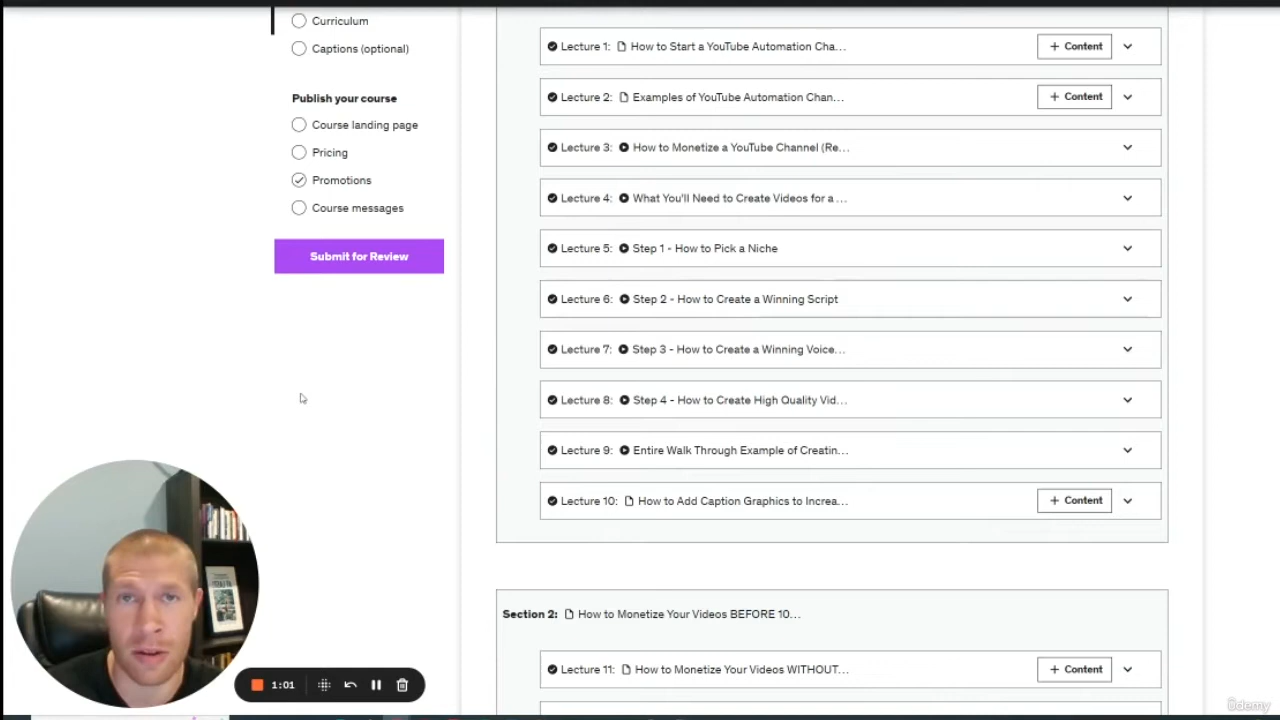 Curriculum
Captions (optional)
Publish your course
Course landing page
Pricing
Promotions
Course messages
Submit for Review
Lecture 1: How to Start a YouTube Automation Cha...
+ Content
Lecture 2: Examples of YouTube Automation Chan...
+ Content
Lecture 3: How to Monetize a YouTube Channel (Re...
Lecture 4: What You'll Need to Create Videos for a ...
Lecture 5: Step 1 - How to Pick a Niche
Lecture 6: Step 2 - How to Create a Winning Script
Lecture 7: Step 3 - How to Create a Winning Voice...
Lecture 8: Step 4 - How to Create High Quality Vid...
Lecture 9: Entire Walk Through Example of Creatin...
Lecture 10: How to Add Caption Graphics to Increa...
+ Content
Section 2: How to Monetize Your Videos BEFORE 10...
Lecture 11: How to Monetize Your Videos WITHOUT...
+ Content
1:01
ûdemy